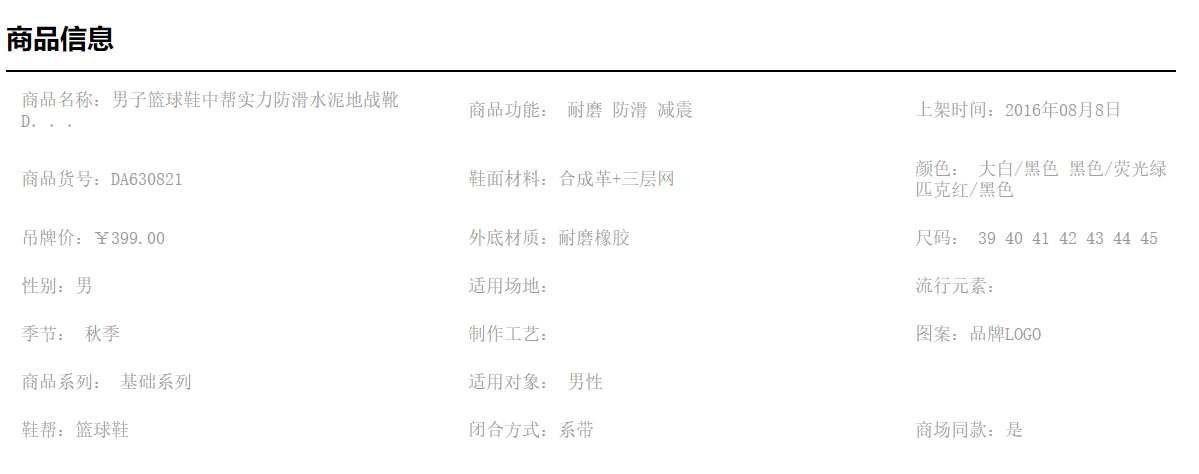 商品信息
商品名称：男子篮球鞋中帮实力防滑水泥地战靴
D...
商品功能： 耐磨 防滑 减震
上架时间：2016年08月8日
商品货号：DA630821
鞋面材料：合成革+三层网
颜色： 大白/黑色 黑色/荧光绿
匹克红/黑色
吊牌价：￥399.00
外底材质：耐磨橡胶
尺码： 39 40 41 42 43 44 45
性别：男
适用场地：
流行元素：
季节： 秋季
制作工艺：
图案：品牌LOGO
商品系列： 基础系列
适用对象： 男性
鞋帮：篮球鞋
闭合方式：系带
商场同款：是